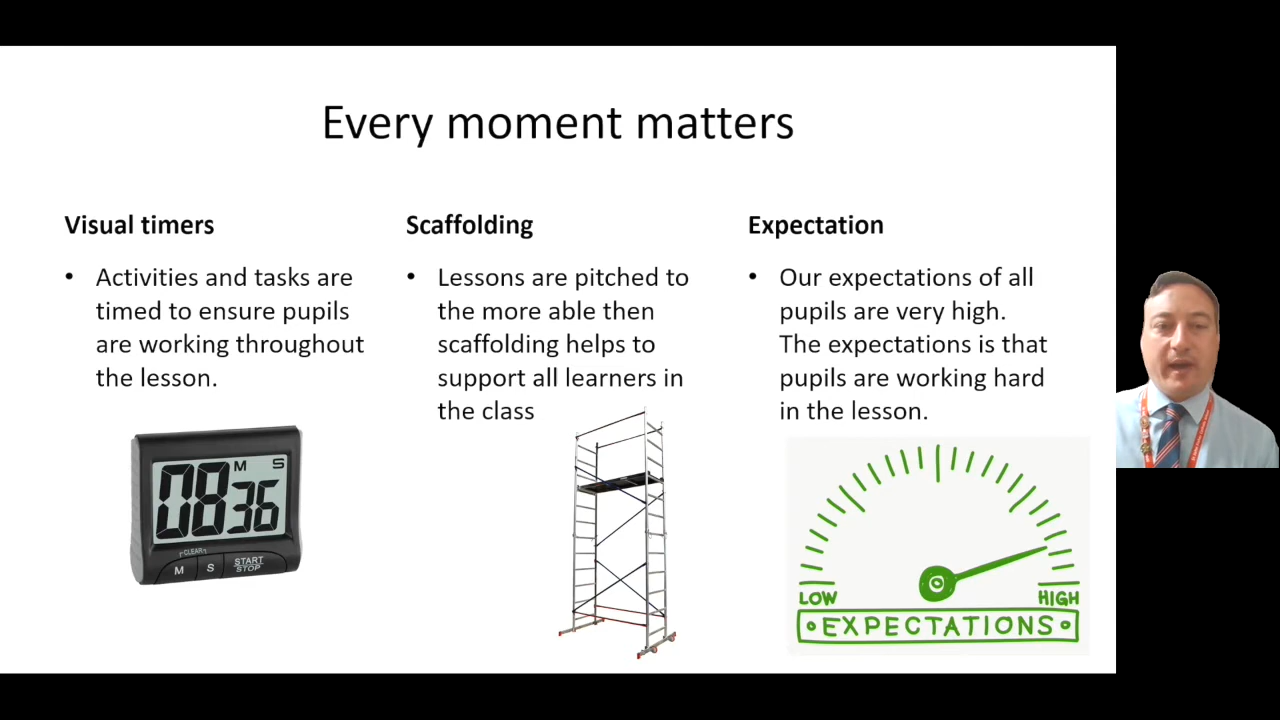 Every moment matters
Visual timers
• Activities and tasks are
timed to ensure pupils
are working throughout
the lesson.
08 M S
36
CLEAR
M S START
STOP
Scaffolding
• Lessons are pitched to
the more able then
scaffolding helps to
support all learners in
the class
Expectation
• Our expectations of all
pupils are very high.
The expectations is that
pupils are working hard
in the lesson.
LOW HIGH
EXPECTATIONS